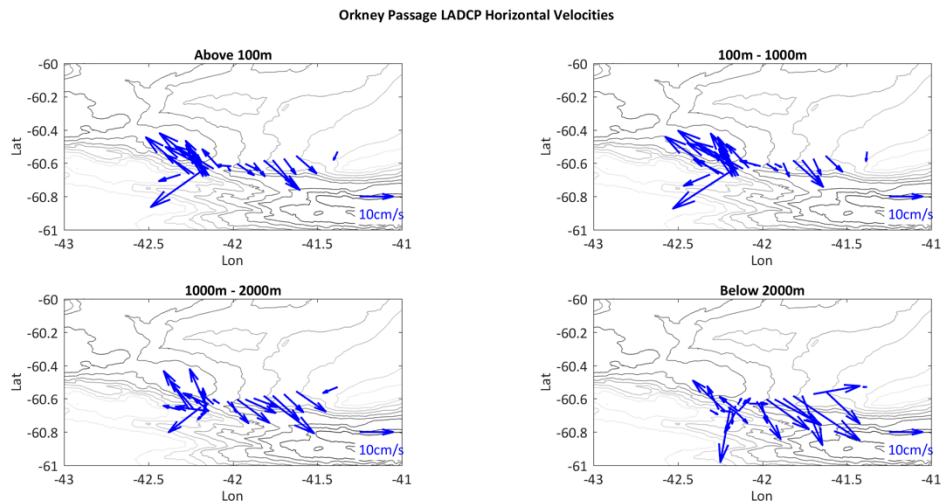 Orkney Passage LADCP Horizontal Velocities
Above 100m
-60
-60.2
-60.4
-60.6
-60.8
-61
Lat
10cm/s
-43
-42.5
-42
-41.5
-41
Lon
100m - 1000m
-60
-60.2
-60.4
-60.6
-60.8
-61
Lat
10cm/s
-43
-42.5
-42
-41.5
-41
Lon
1000m - 2000m
-60
-60.2
-60.4
-60.6
-60.8
-61
Lat
10cm/s
-43
-42.5
-42
-41.5
-41
Lon
Below 2000m
-60
-60.2
-60.4
-60.6
-60.8
-61
Lat
10cm/s
-43
-42.5
-42
-41.5
-41
Lon